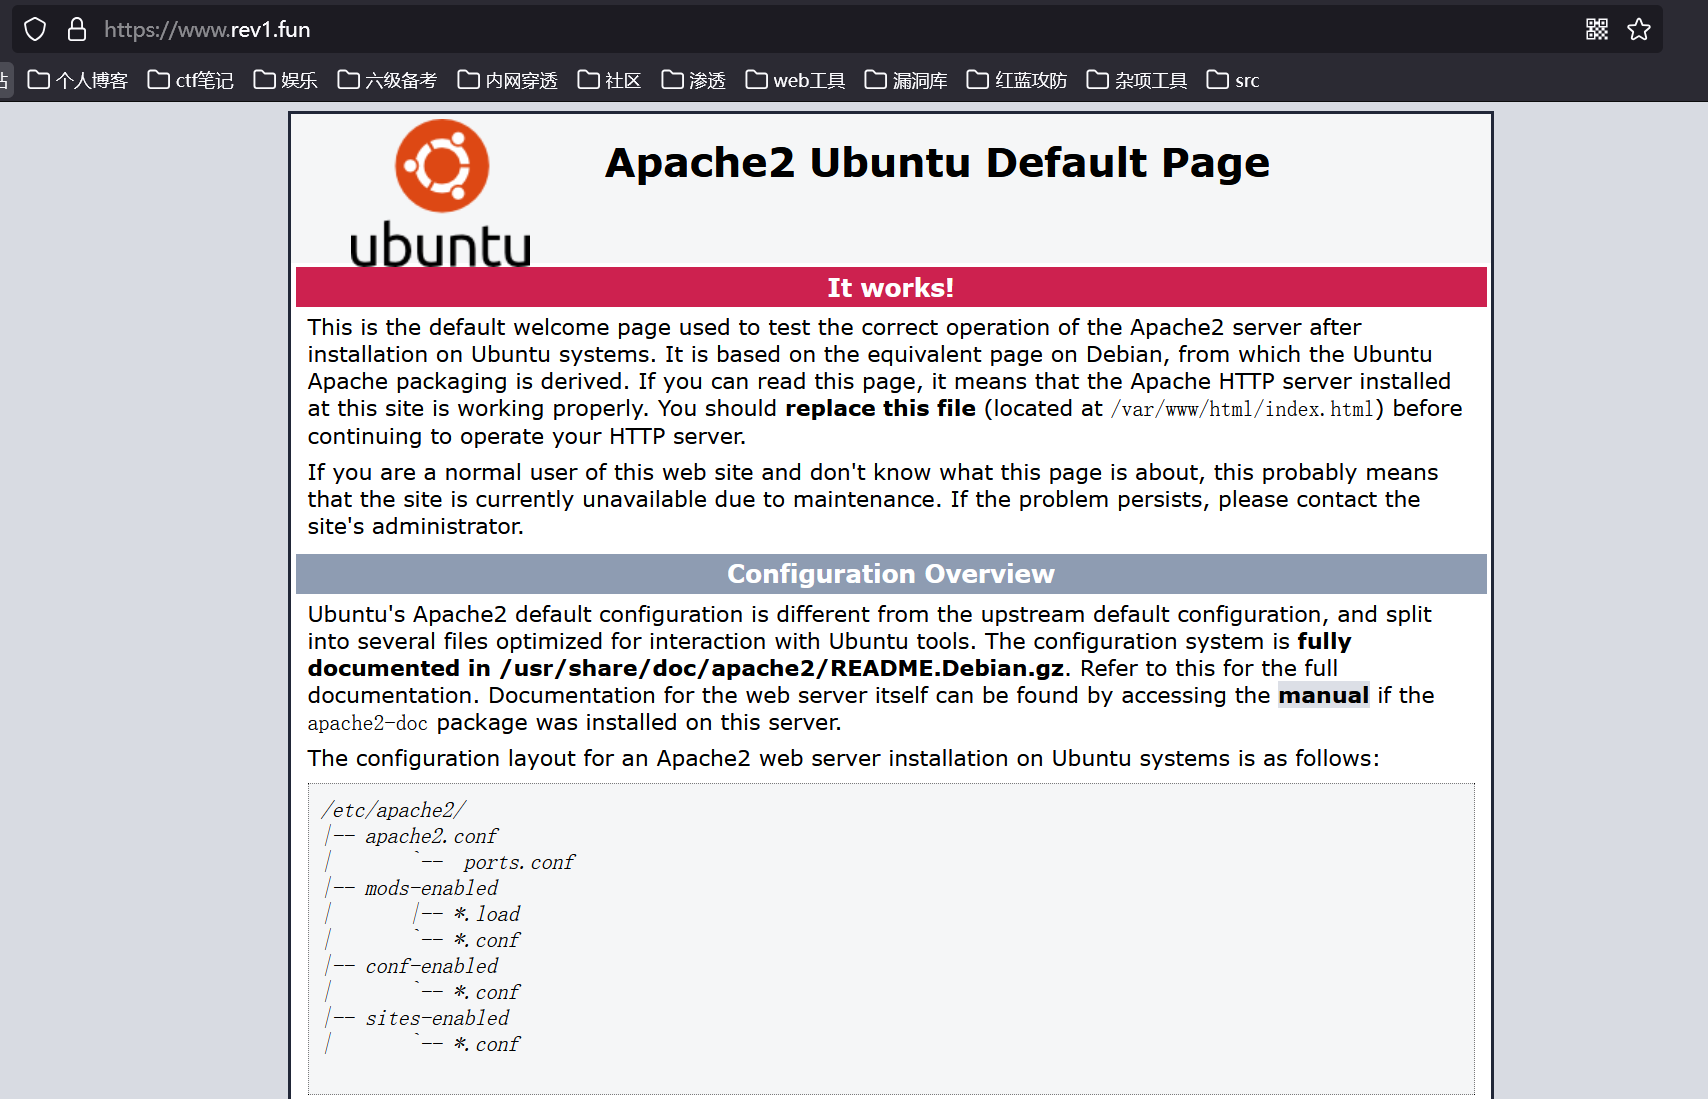 https://www.rev1.fun
站 个人博客 ctf笔记 娱乐 六级备考 内网穿透 社区 渗透 web工具 漏洞库 红蓝攻防 杂项工具 src
Apache2 Ubuntu Default Page
ubuntu
It works!
This is the default welcome page used to test the correct operation of the Apache2 server after
installation on Ubuntu systems. It is based on the equivalent page on Debian, from which the Ubuntu
Apache packaging is derived. If you can read this page, it means that the Apache HTTP server installed
at this site is working properly. You should replace this file (located at /var/www/html/index.html) before
continuing to operate your HTTP server.
If you are a normal user of this web site and don't know what this page is about, this probably means
that the site is currently unavailable due to maintenance. If the problem persists, please contact the
site's administrator.
Configuration Overview
Ubuntu's Apache2 default configuration is different from the upstream default configuration, and split
into several files optimized for interaction with Ubuntu tools. The configuration system is fully
documented in /usr/share/doc/apache2/README.Debian.gz. Refer to this for the full
documentation. Documentation for the web server itself can be found by accessing the manual if the
apache2-doc package was installed on this server.
The configuration layout for an Apache2 web server installation on Ubuntu systems is as follows:
/etc/apache2/
|-- apache2.conf
|       `--  ports.conf
|-- mods-enabled
|       |-- *.load
|       `-- *.conf
|-- conf-enabled
|       `-- *.conf
|-- sites-enabled
|       `-- *.conf